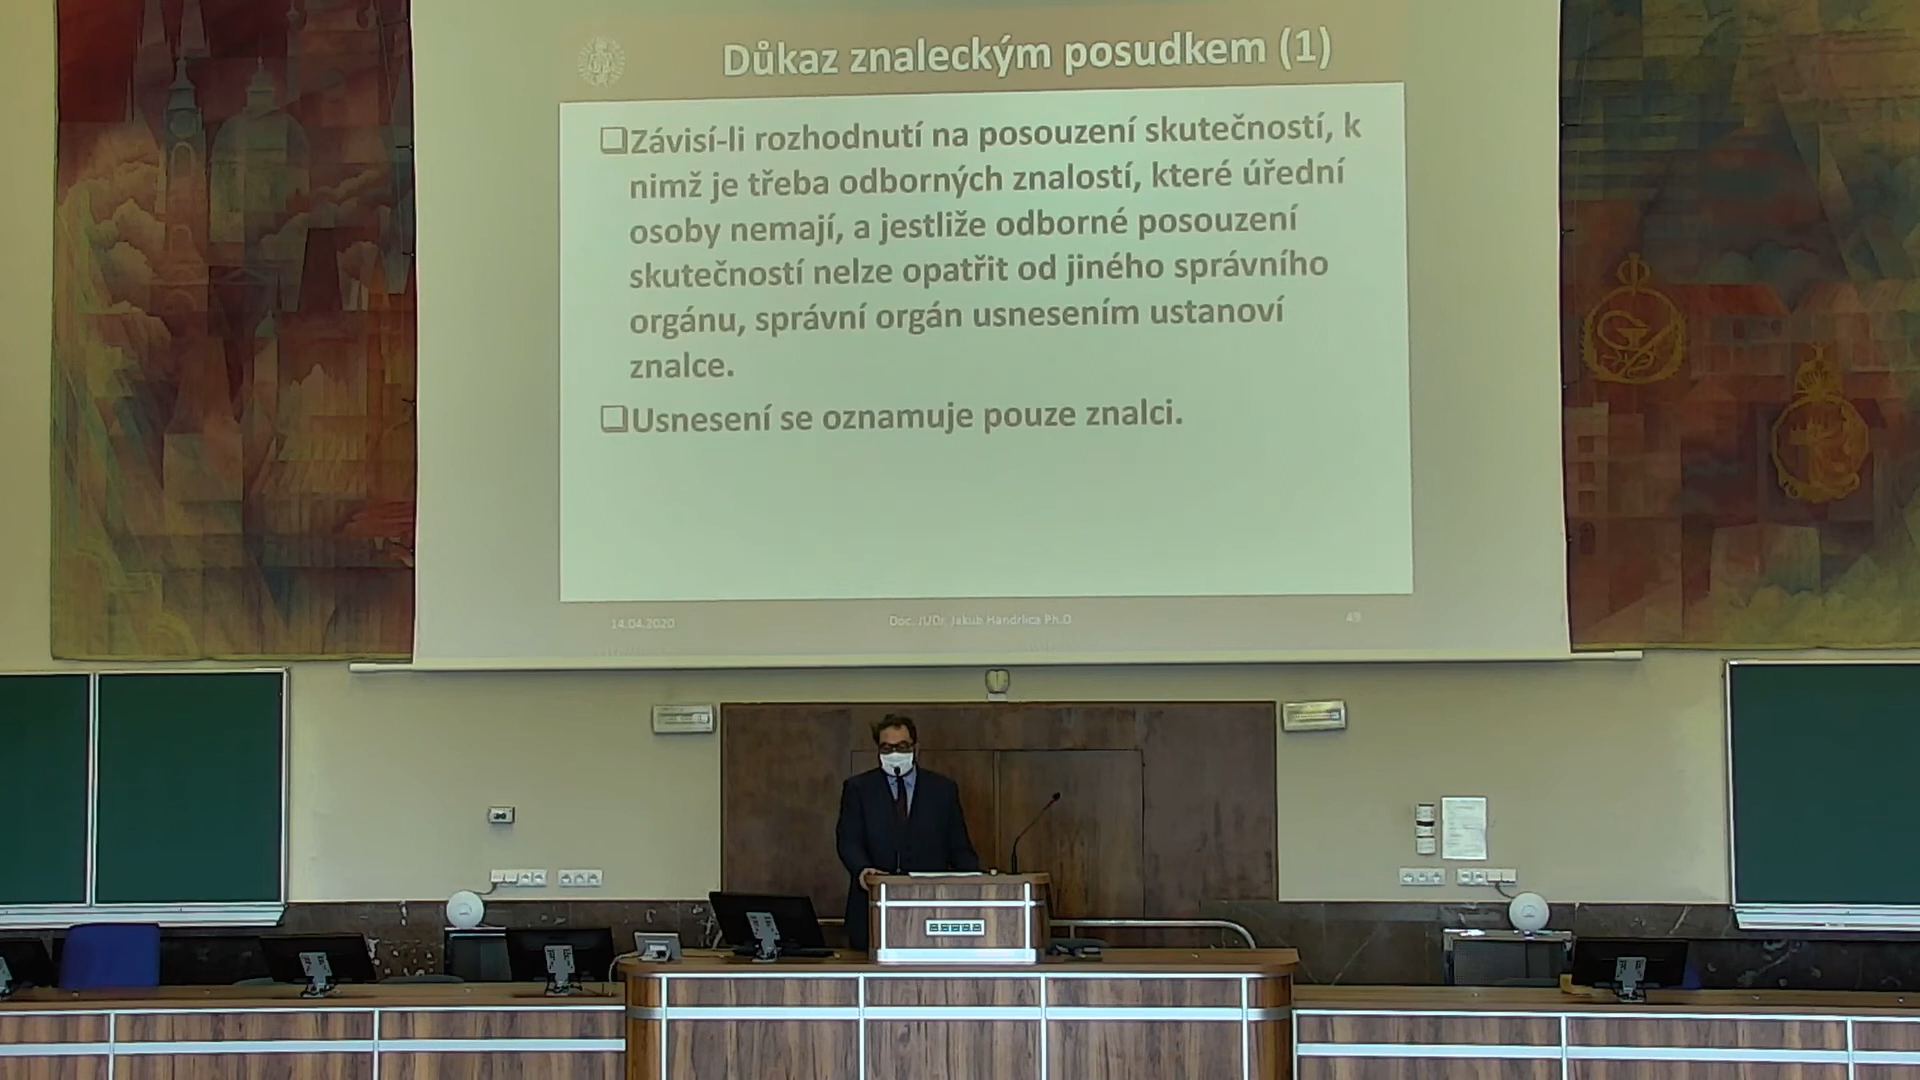 Důkaz znaleckým posudkem (1)
Závisí-li rozhodnutí na posouzení skutečností, k
nimž je třeba odborných znalostí, které úřední
osoby nemají, a jestliže odborné posouzení
skutečností nelze opatřit od jiného správního
orgánu, správní orgán usnesením ustanoví
znalce.
Usnesení se oznamuje pouze znalci.
14.04.2020
Doc. JUDr. Jakub Handrlica Ph.D
49